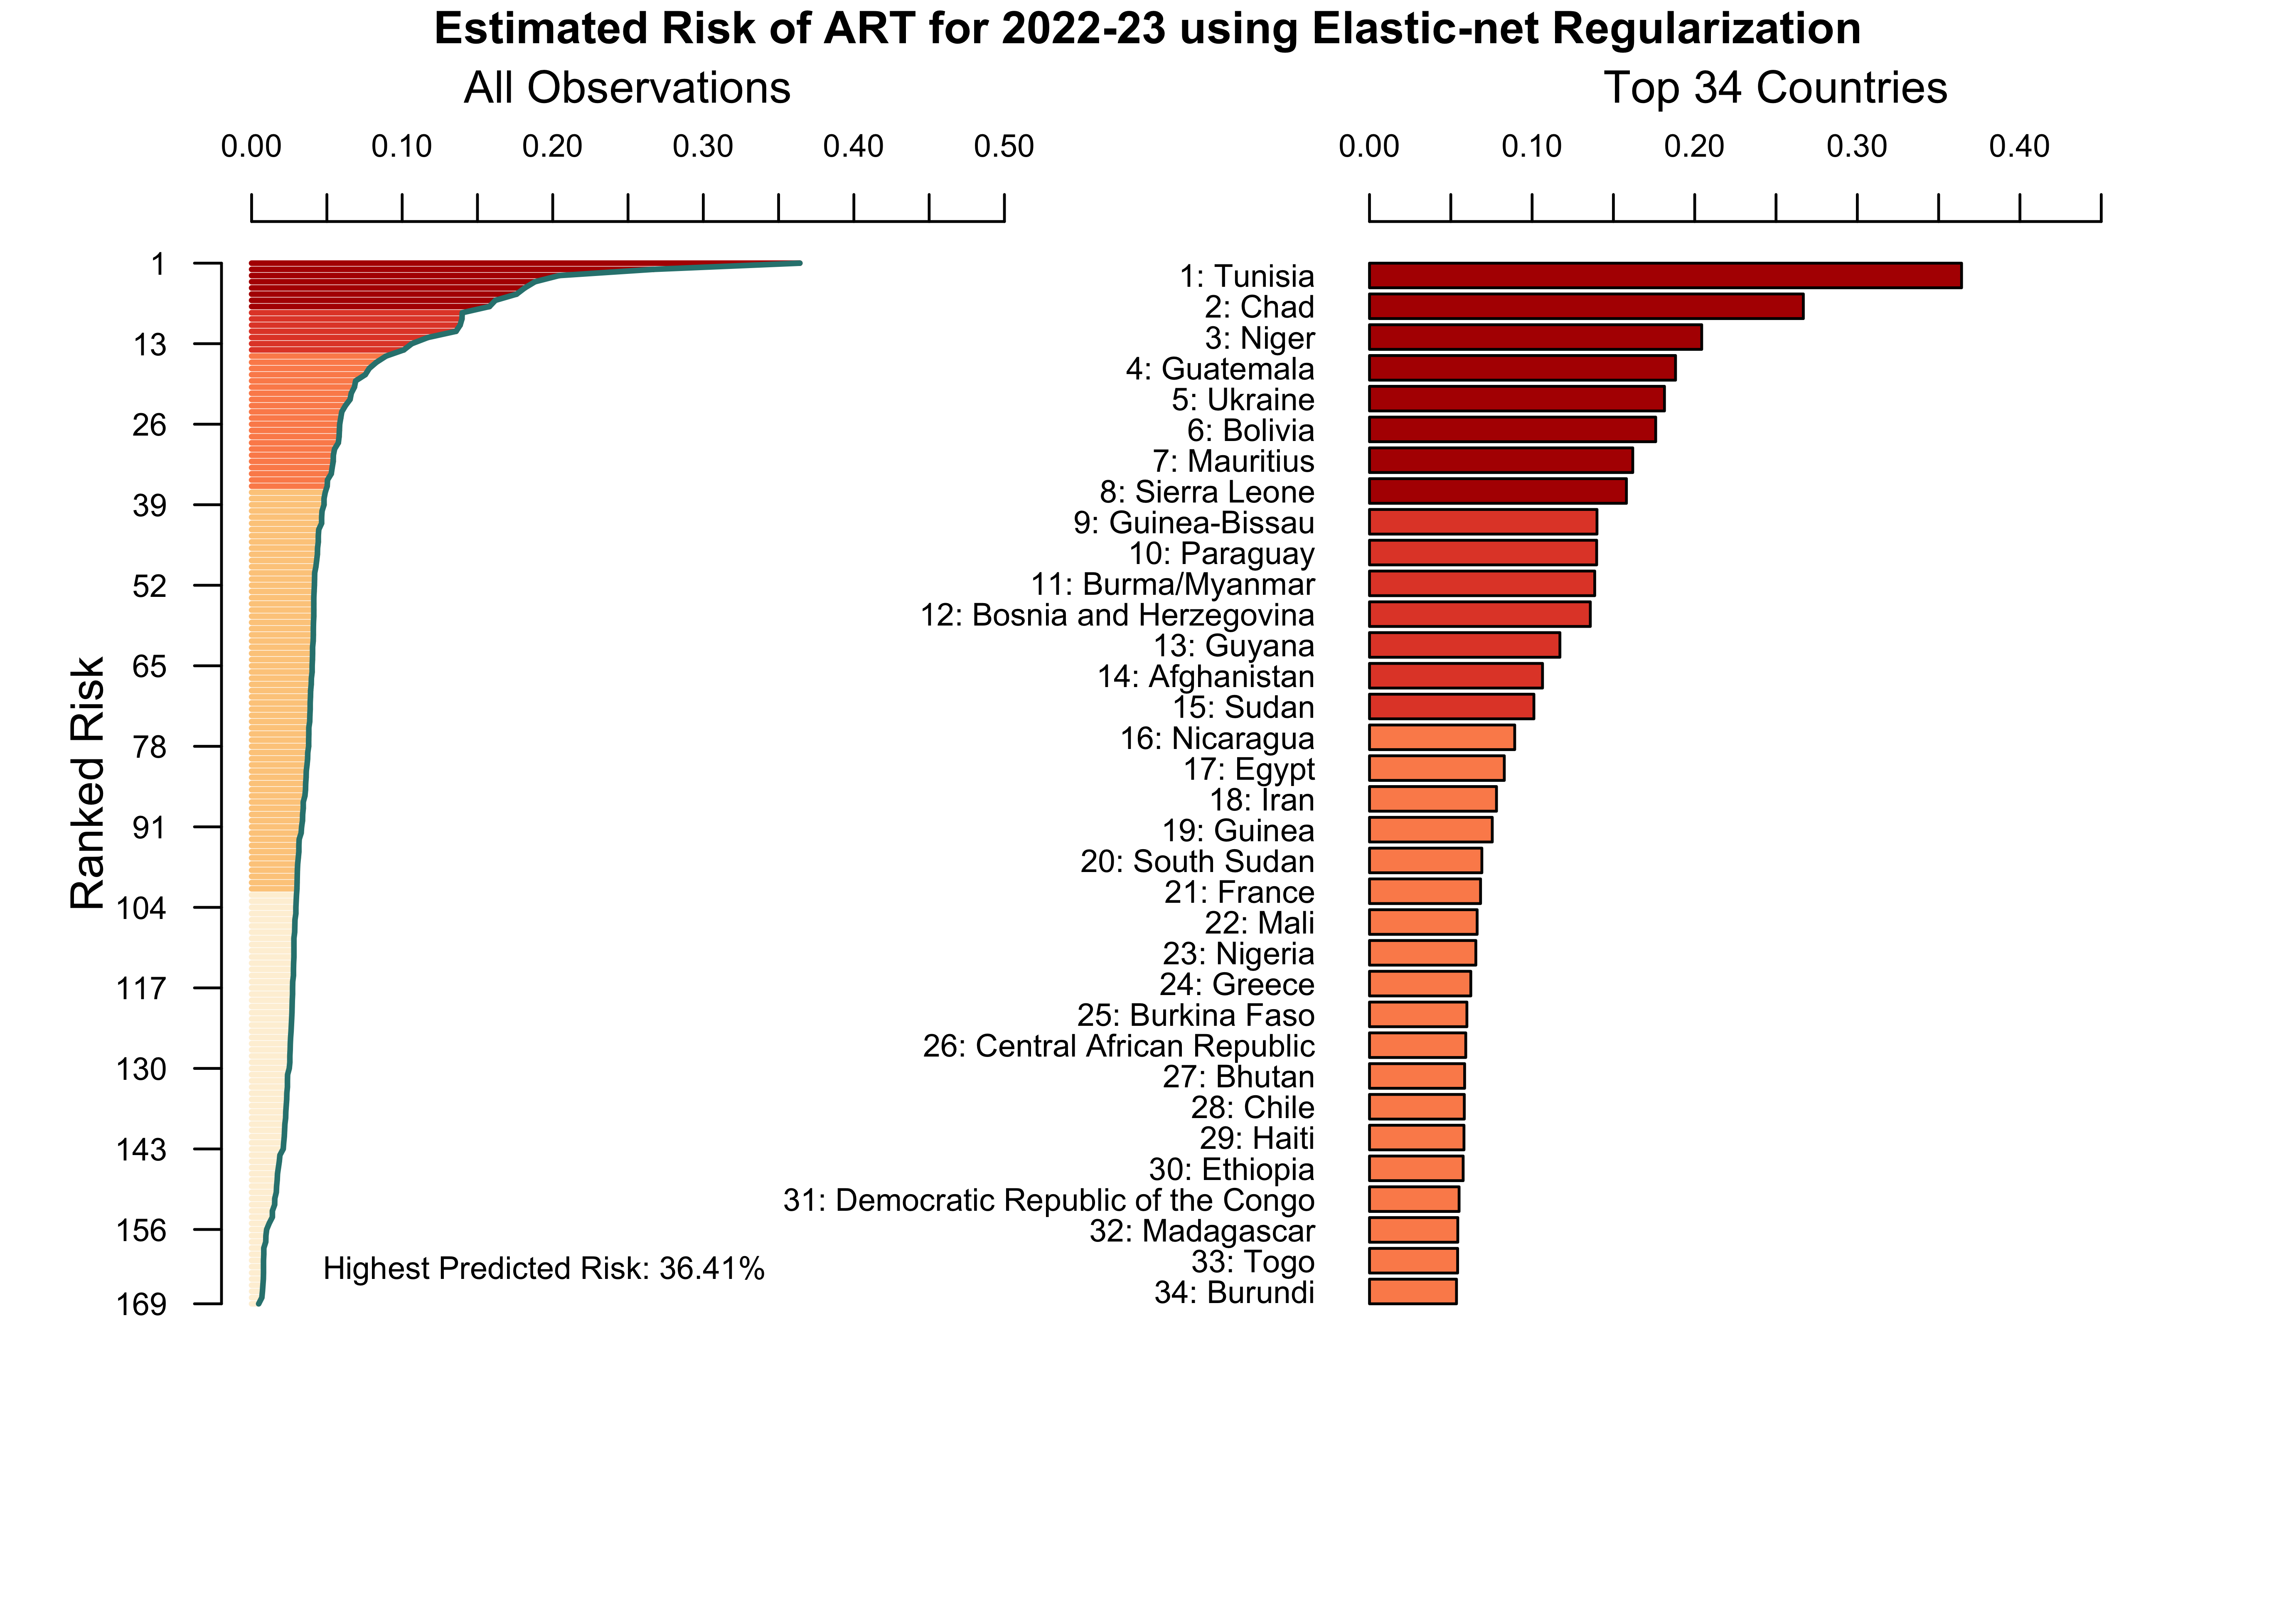 Estimated Risk of ART for 2022-23 using Elastic-net Regularization
All Observations
0.00 0.10 0.20 0.30 0.40 0.50
Ranked Risk
1
13
26
39
52
65
78
91
104
117
130
143
156
169
Highest Predicted Risk: 36.41%
Top 34 Countries
0.00 0.10 0.20 0.30 0.40
1: Tunisia
2: Chad
3: Niger
4: Guatemala
5: Ukraine
6: Bolivia
7: Mauritius
8: Sierra Leone
9: Guinea-Bissau
10: Paraguay
11: Burma/Myanmar
12: Bosnia and Herzegovina
13: Guyana
14: Afghanistan
15: Sudan
16: Nicaragua
17: Egypt
18: Iran
19: Guinea
20: South Sudan
21: France
22: Mali
23: Nigeria
24: Greece
25: Burkina Faso
26: Central African Republic
27: Bhutan
28: Chile
29: Haiti
30: Ethiopia
31: Democratic Republic of the Congo
32: Madagascar
33: Togo
34: Burundi